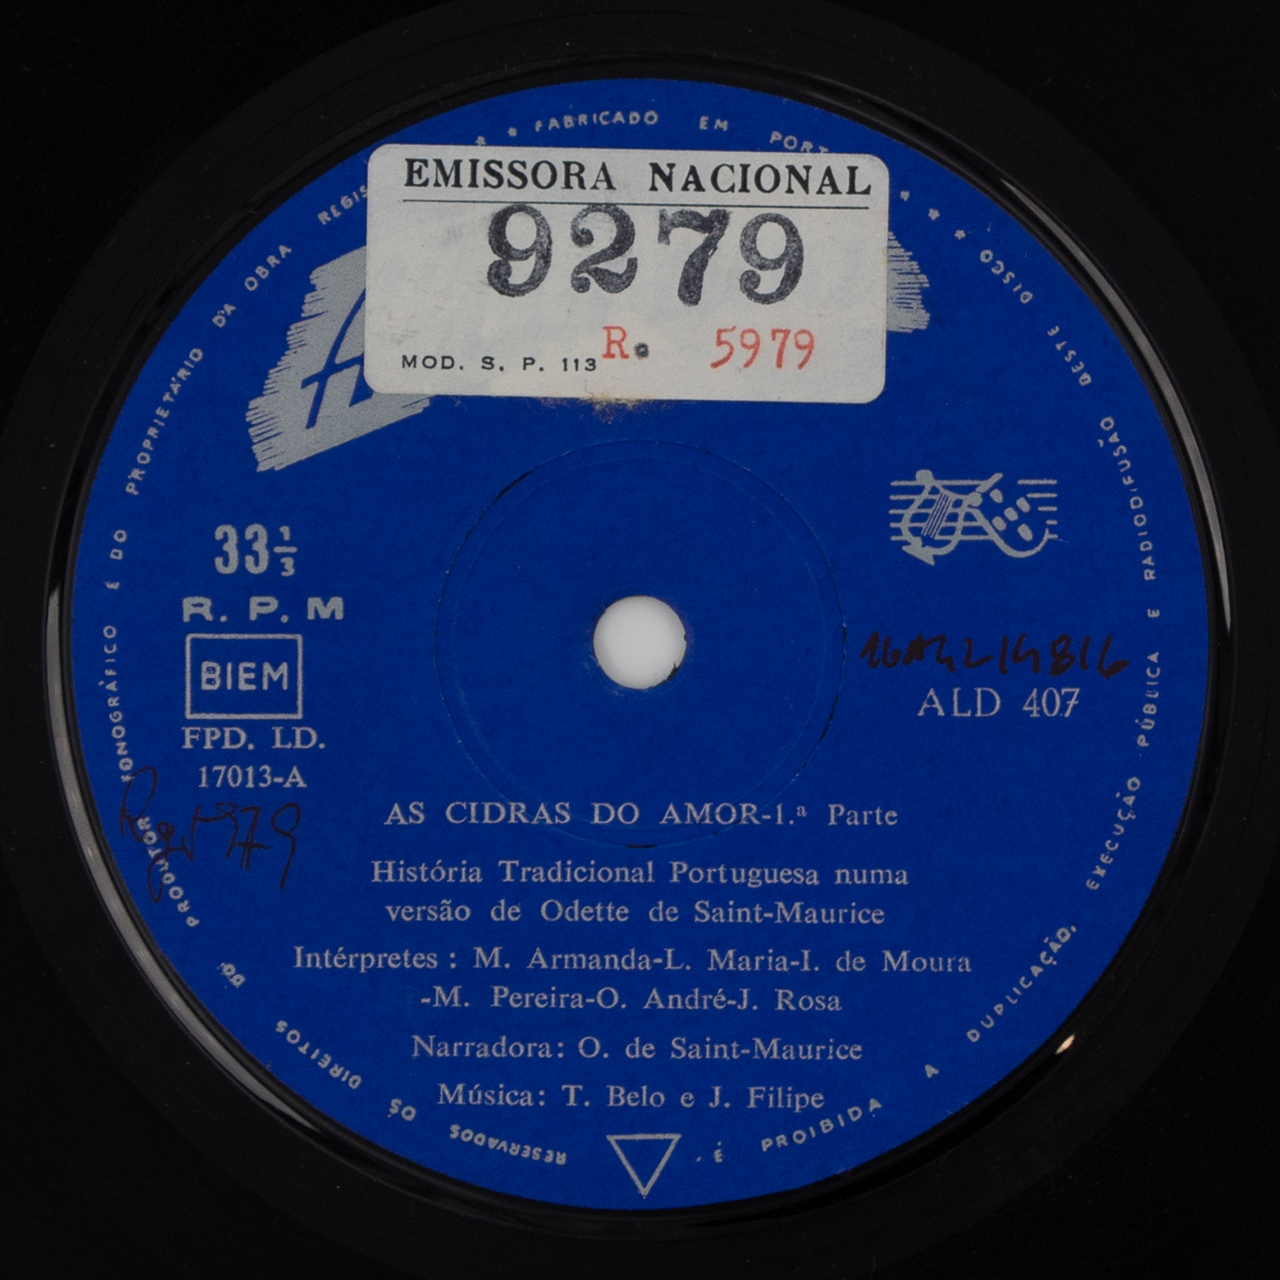 * * FABRICADO EM PORT
EMISSORA NACIONAL
9279
MOD. S. P. 113 R. 5979
33 1/3
R. P. M
BIEM
FPD. LD.
17013-A
ALD 407
AS CIDRAS DO AMOR-1.ª Parte
História Tradicional Portuguesa numa
versão de Odette de Saint-Maurice
Intérpretes : M. Armanda-L. Maria-I. de Moura
-M. Pereira-O. André-J. Rosa
Narradora: O. de Saint-Maurice
Música: T. Belo e J. Filipe
RESERVADOS OS DIREITOS DO PRODUTOR FONOGRÁFICO E DO PROPRIETÁRIO D'A OBRA REGIS
* * * É PROIBIDA A DUPLICAÇÃO, EXECUÇÃO PÚBLICA E RADIODIFUSÃO DESTE DISCO